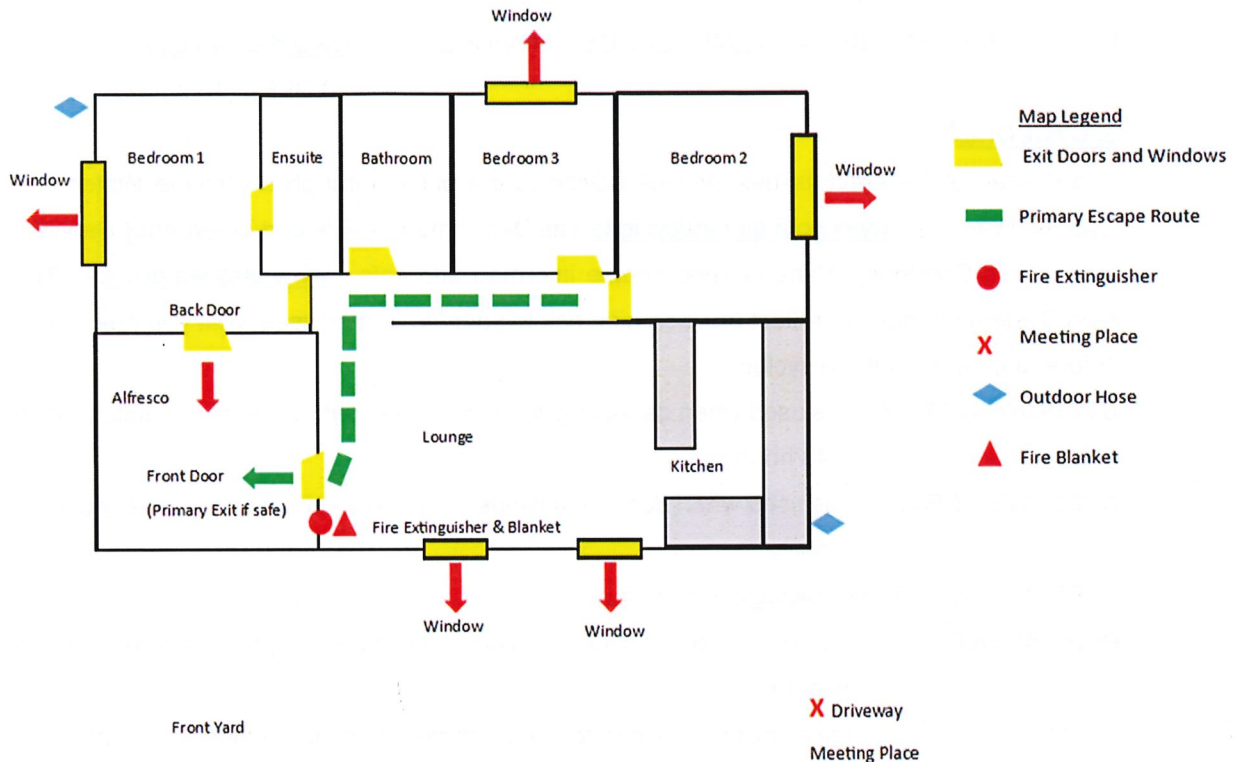 Window
Map Legend
Bedroom 1
Ensuite
Bathroom
Bedroom 3
Bedroom 2
Exit Doors and Windows
Window
Window
Primary Escape Route
Fire Extinguisher
Back Door
Meeting Place
Alfresco
Outdoor Hose
Lounge
Kitchen
Fire Blanket
Front Door
(Primary Exit if safe)
Fire Extinguisher & Blanket
Window
Window
X Driveway
Front Yard
Meeting Place